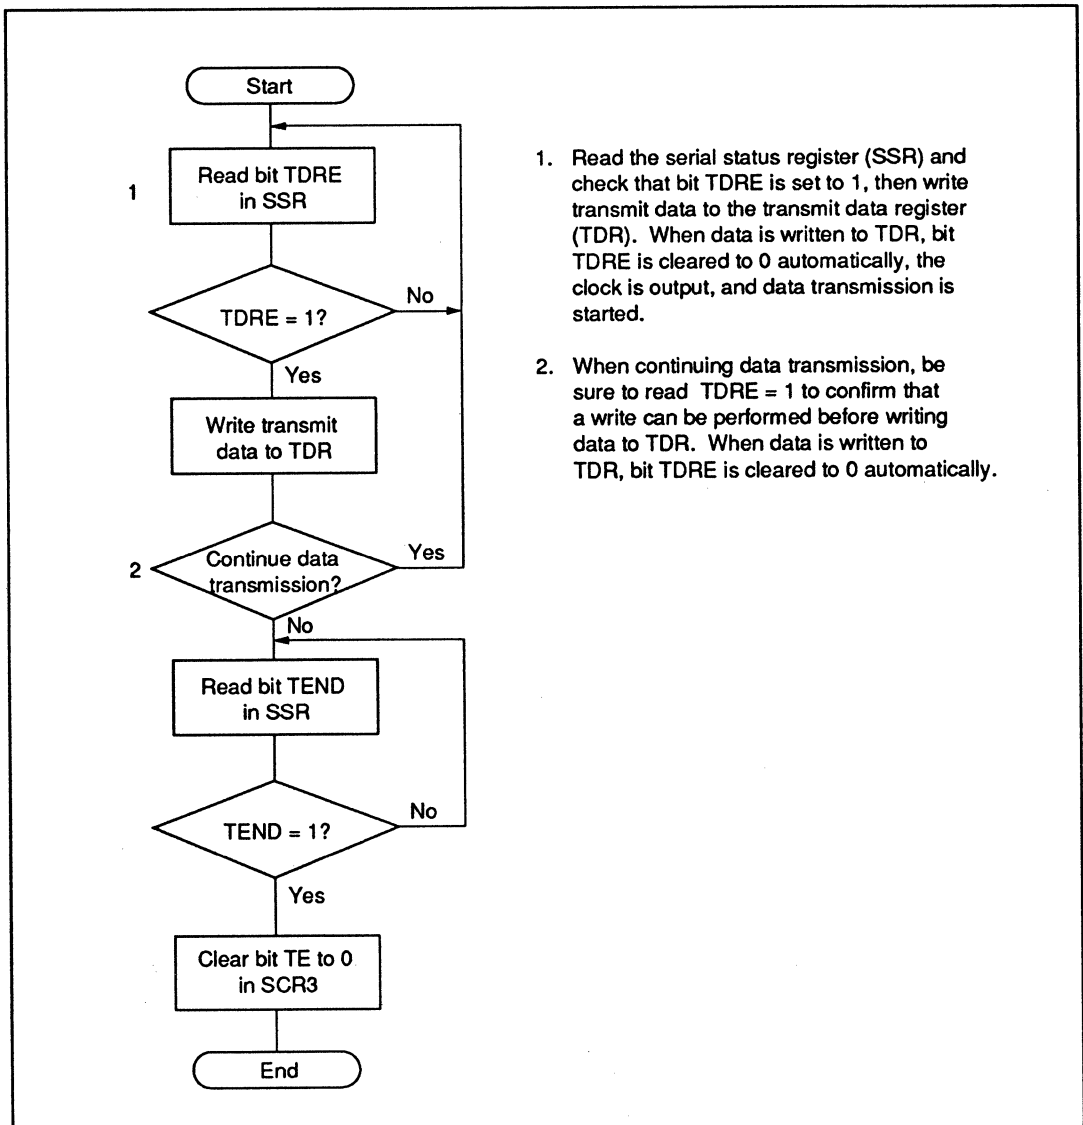 Start
1
Read bit TDRE
in SSR
TDRE = 1?
No
Yes
Write transmit
data to TDR
2
Continue data
transmission?
Yes
No
Read bit TEND
in SSR
TEND = 1?
No
Yes
Clear bit TE to 0
in SCR3
End
1. Read the serial status register (SSR) and
check that bit TDRE is set to 1, then write
transmit data to the transmit data register
(TDR). When data is written to TDR, bit
TDRE is cleared to 0 automatically, the
clock is output, and data transmission is
started.
2. When continuing data transmission, be
sure to read TDRE = 1 to confirm that
a write can be performed before writing
data to TDR. When data is written to
TDR, bit TDRE is cleared to 0 automatically.